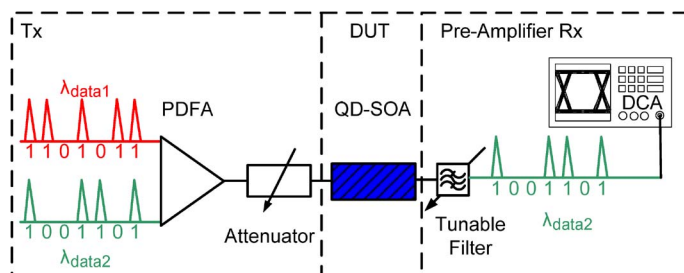 Tx
DUT
Pre-Amplifier Rx
λdata1
PDFA
QD-SOA
DCA
1 1 0 1 0 1 1
1 0 0 1 1 0 1
λdata2
Attenuator
Tunable
Filter
1 0 0 1 1 0 1
λdata2